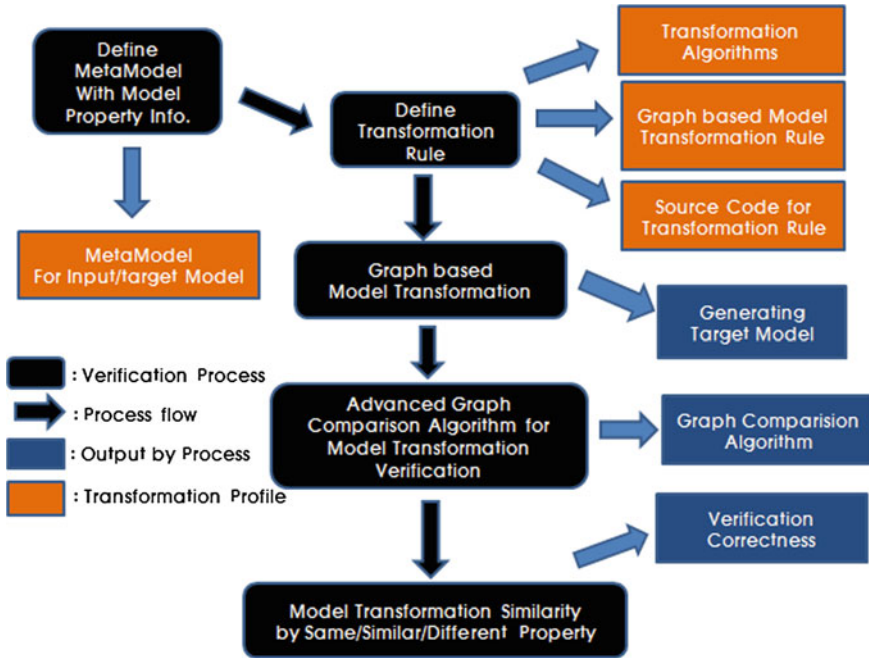 Define
MetaModel
With Model
Property Info.
Define
Transformation
Rule
Transformation
Algorithms
Graph based Model
Transformation Rule
Source Code for
Transformation Rule
MetaModel
For Input/target Model
Graph based
Model Transformation
Generating
Target Model
: Verification Process
: Process flow
: Output by Process
: Transformation Profile
Advanced Graph
Comparison Algorithm for
Model Transformation
Verification
Graph Comparision
Algorithm
Verification
Correctness
Model Transformation Similarity
by Same/Similar/Different Property